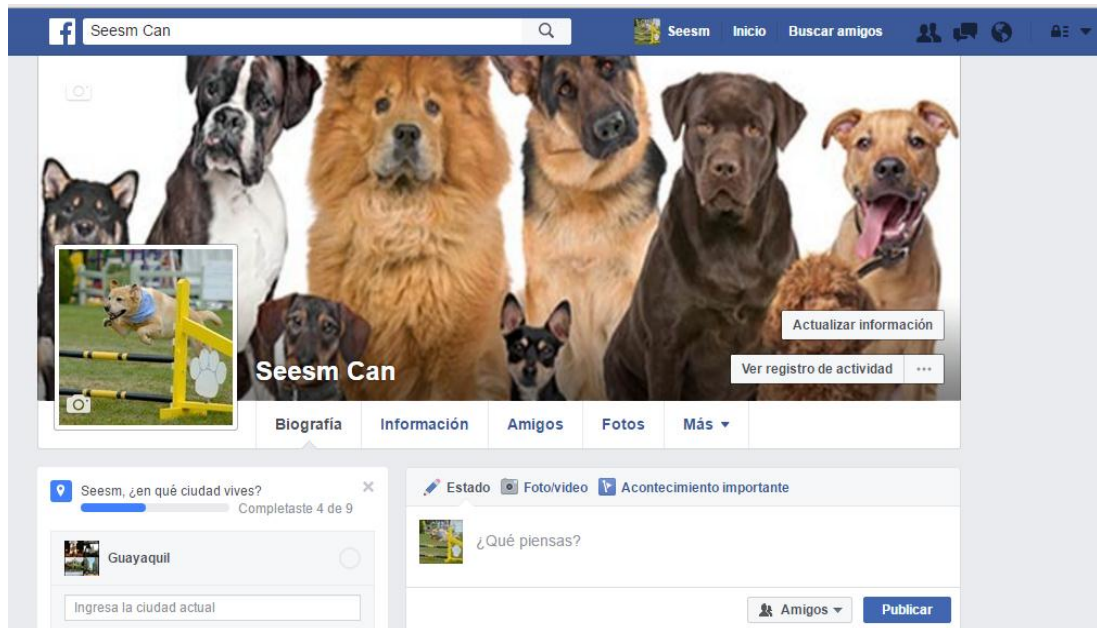 Seesm Can
Seesm Inicio Buscar amigos
Actualizar información
Ver registro de actividad
Seesm Can
Biografía Información Amigos Fotos Más
Seesm, ¿en qué ciudad vives?
Completaste 4 de 9
Guayaquil
Ingresa la ciudad actual
Estado Foto/video Acontecimiento importante
¿Qué piensas?
Amigos Publicar